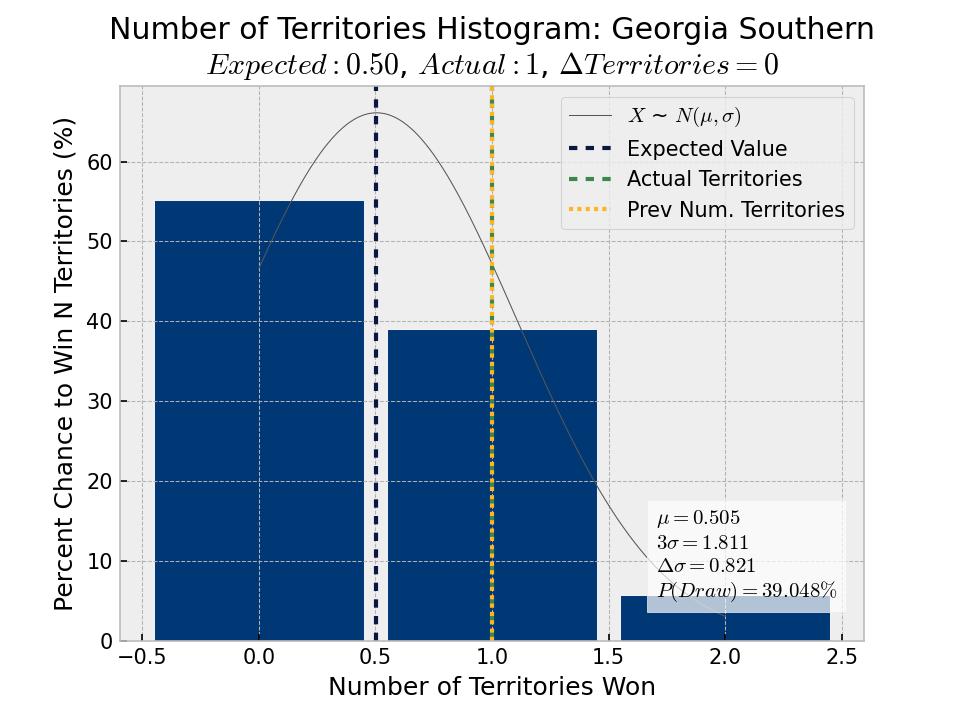 Number of Territories Histogram: Georgia Southern
Expected : 0.50, Actual : 1, ΔTerritories = 0
Percent Chance to Win N Territories (%)
X ~ N(μ, σ)
Expected Value
Actual Territories
Prev Num. Territories
60
50
40
30
20
10
0
μ = 0.505
3σ = 1.811
Δσ = 0.821
P(Draw) = 39.048%
−0.5 0.0 0.5 1.0 1.5 2.0 2.5
Number of Territories Won